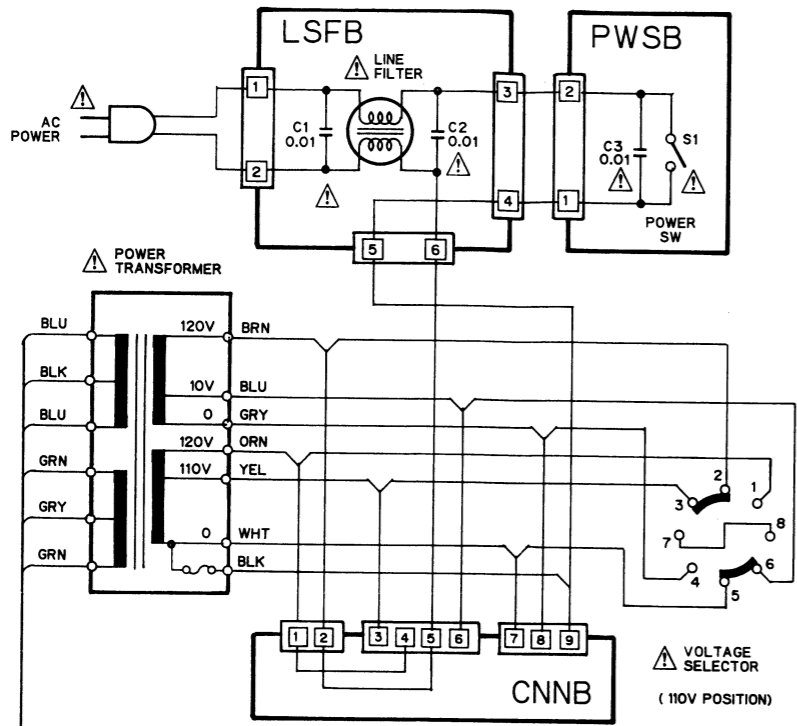 LSFB
PWSB
LINE
FILTER
AC
POWER
1
2
C1
0.01
C2
0.01
3
4
2
1
C3
0.01
S1
POWER
SW
5
6
POWER
TRANSFORMER
BLU
BLK
BLU
GRN
GRY
GRN
120V
10V
0
120V
110V
0
BRN
BLU
GRY
ORN
YEL
WHT
BLK
2
1
3
8
7
4
5
6
1
2
3
4
5
6
7
8
9
CNNB
VOLTAGE
SELECTOR
(110V POSITION)